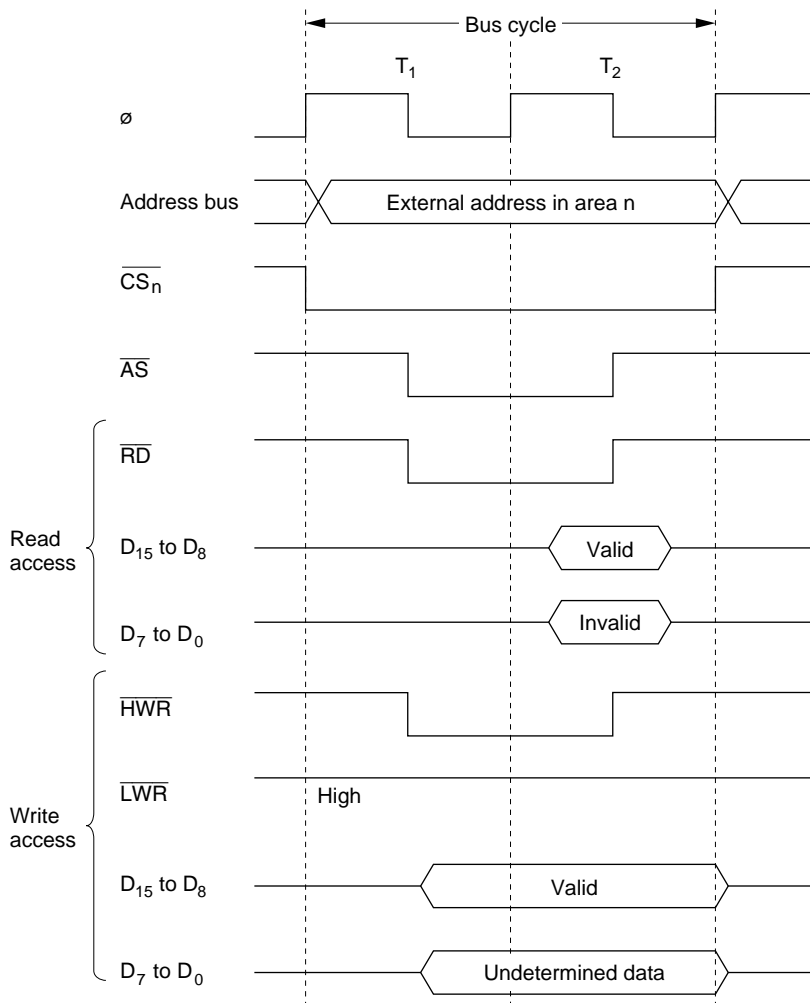 Bus cycle
T1 T2
ø
Address bus External address in area n
CSn
AS
RD
Read access
D15 to D8 Valid
D7 to D0 Invalid
HWR
LWR High
Write access
D15 to D8 Valid
D7 to D0 Undetermined data